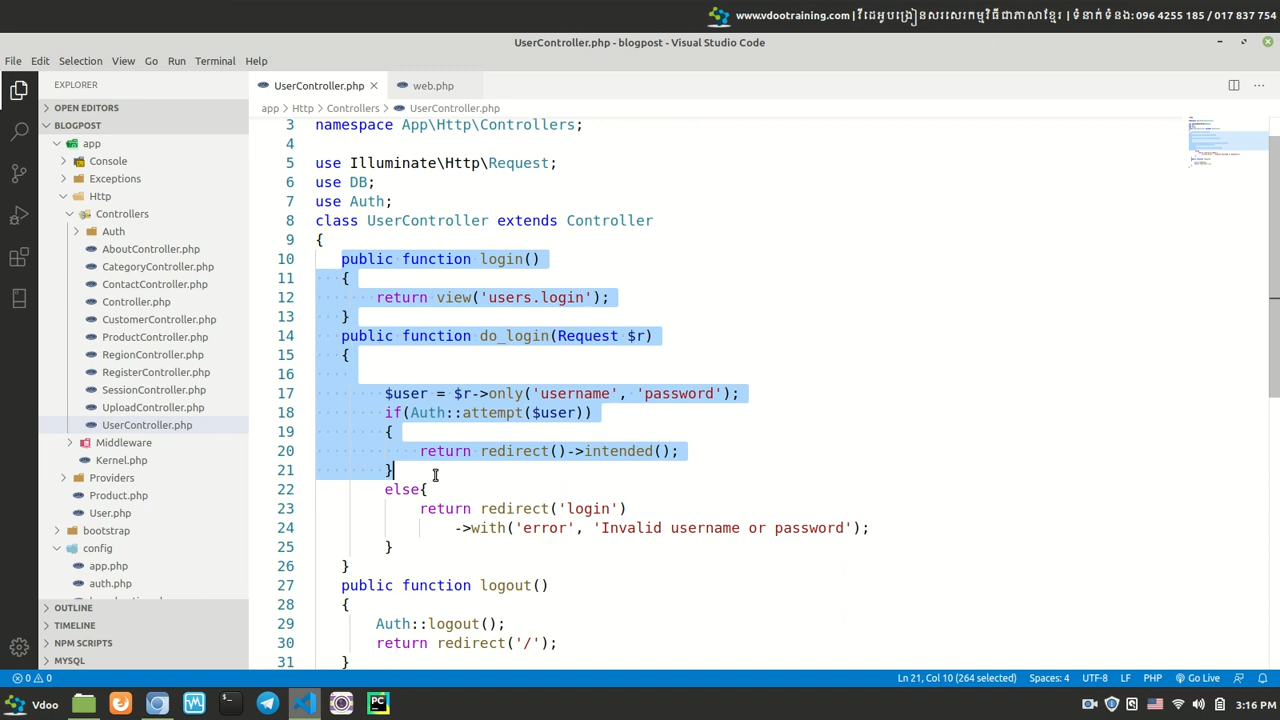 www.vdootraining.com | វីដេអូបង្រៀនសរសេរកម្មវិធីជាភាសាខ្មែរ | ទំនាក់ទំនង: 096 4255 185 / 017 837 754
UserController.php - blogpost - Visual Studio Code
File Edit Selection View Go Run Terminal Help
EXPLORER
UserController.php
web.php
OPEN EDITORS
app > Http > Controllers > UserController.php
BLOGPOST
app
Console
Exceptions
Http
Controllers
Auth
AboutController.php
CategoryController.php
ContactController.php
Controller.php
CustomerController.php
ProductController.php
RegionController.php
RegisterController.php
SessionController.php
UploadController.php
UserController.php
Middleware
Kernel.php
Providers
Product.php
User.php
bootstrap
config
app.php
auth.php
OUTLINE
TIMELINE
NPM SCRIPTS
MYSQL
3 namespace App\Http\Controllers;
4
5 use Illuminate\Http\Request;
6 use DB;
7 use Auth;
8 class UserController extends Controller
9 {
10 public function login()
11 {
12 return view('users.login');
13 }
14 public function do_login(Request $r)
15 {
16
17 $user = $r->only('username', 'password');
18 if(Auth::attempt($user))
19 {
20 return redirect()->intended();
21 }
22 else{
23 return redirect('login')
24 ->with('error', 'Invalid username or password');
25 }
26 }
27 public function logout()
28 {
29 Auth::logout();
30 return redirect('/');
31 }
0 0
Ln 21, Col 10 (264 selected)
Spaces: 4
UTF-8
LF
PHP
Go Live
Vdoo
3:16 PM